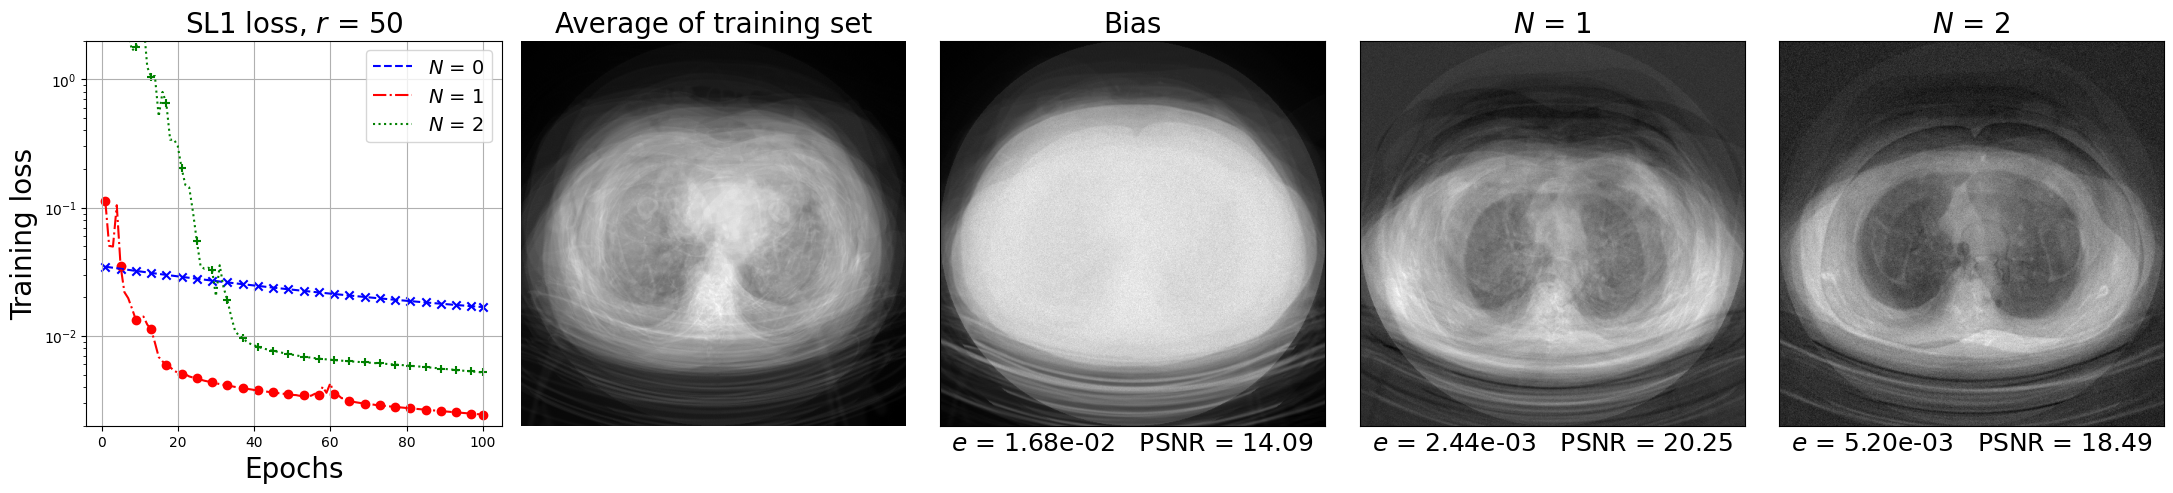 SL1 loss, r = 50
Average of training set
Bias
N = 1
N = 2
Training loss
10⁰
10⁻¹
10⁻²
N = 0
N = 1
N = 2
0 20 40 60 80 100
Epochs
e = 1.68e-02 PSNR = 14.09
e = 2.44e-03 PSNR = 20.25
e = 5.20e-03 PSNR = 18.49